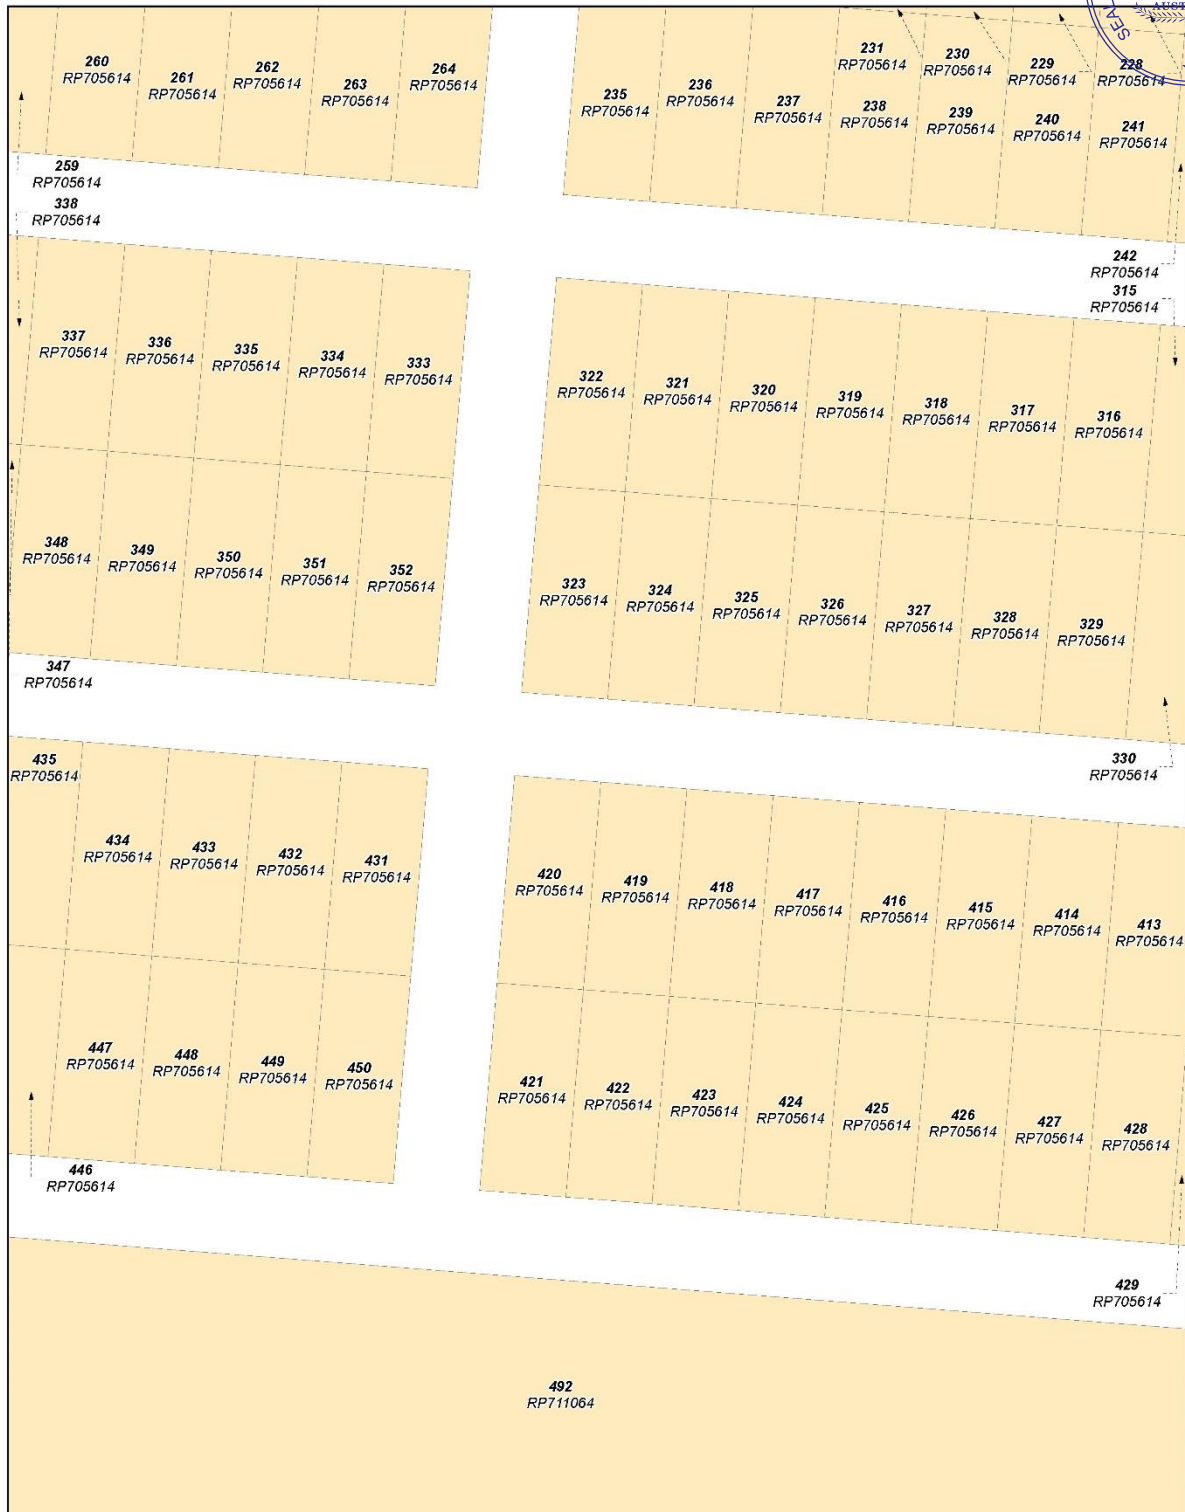 AUST
SEAL
260
RP705614
261
RP705614
262
RP705614
263
RP705614
264
RP705614
235
RP705614
236
RP705614
237
RP705614
231
RP705614
238
RP705614
230
RP705614
239
RP705614
229
RP705614
240
RP705614
228
RP705614
241
RP705614
259
RP705614
338
RP705614
242
RP705614
315
RP705614
337
RP705614
336
RP705614
335
RP705614
334
RP705614
333
RP705614
322
RP705614
321
RP705614
320
RP705614
319
RP705614
318
RP705614
317
RP705614
316
RP705614
348
RP705614
349
RP705614
350
RP705614
351
RP705614
352
RP705614
323
RP705614
324
RP705614
325
RP705614
326
RP705614
327
RP705614
328
RP705614
329
RP705614
347
RP705614
330
RP705614
435
RP705614
434
RP705614
433
RP705614
432
RP705614
431
RP705614
420
RP705614
419
RP705614
418
RP705614
417
RP705614
416
RP705614
415
RP705614
414
RP705614
413
RP705614
447
RP705614
448
RP705614
449
RP705614
450
RP705614
421
RP705614
422
RP705614
423
RP705614
424
RP705614
425
RP705614
426
RP705614
427
RP705614
428
RP705614
446
RP705614
429
RP705614
492
RP711064